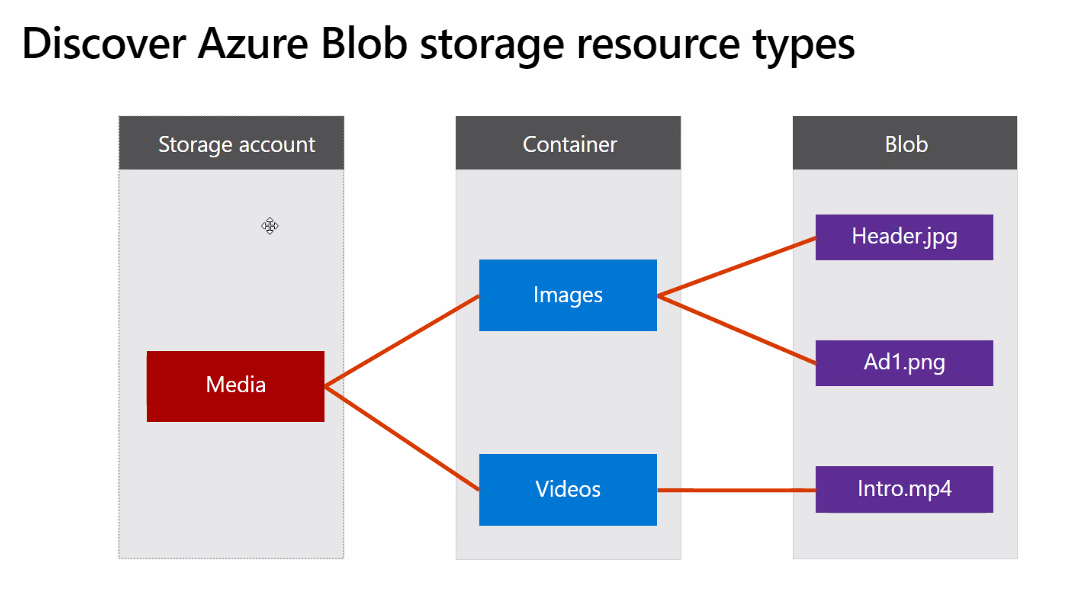 Discover Azure Blob storage resource types
Storage account
Container
Blob
Media
Images
Videos
Header.jpg
Ad1.png
Intro.mp4